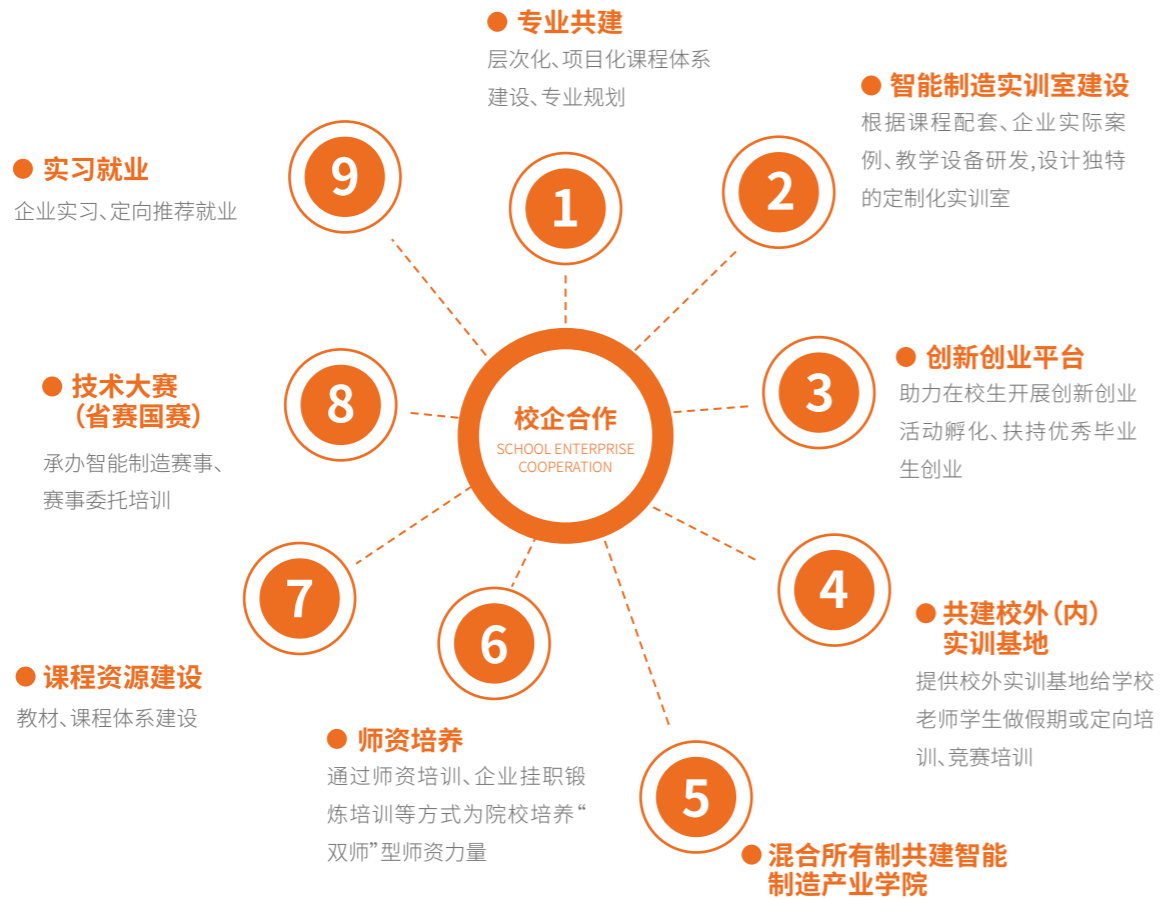 校企合作
SCHOOL ENTERPRISE
COOPERATION
1
专业共建
层次化、项目化课程体系
建设、专业规划
2
智能制造实训室建设
根据课程配套、企业实际案
例、教学设备研发,设计独特
的定制化实训室
3
创新创业平台
助力在校生开展创新创业
活动孵化、扶持优秀毕业
生创业
4
共建校外（内）
实训基地
提供校外实训基地给学校
老师学生做假期或定向培
训、竞赛培训
5
混合所有制共建智能
制造产业学院
6
师资培养
通过师资培训、企业挂职锻
炼培训等方式为院校培养“
双师”型师资力量
7
课程资源建设
教材、课程体系建设
8
技术大赛
（省赛国赛）
承办智能制造赛事、
赛事委托培训
9
实习就业
企业实习、定向推荐就业